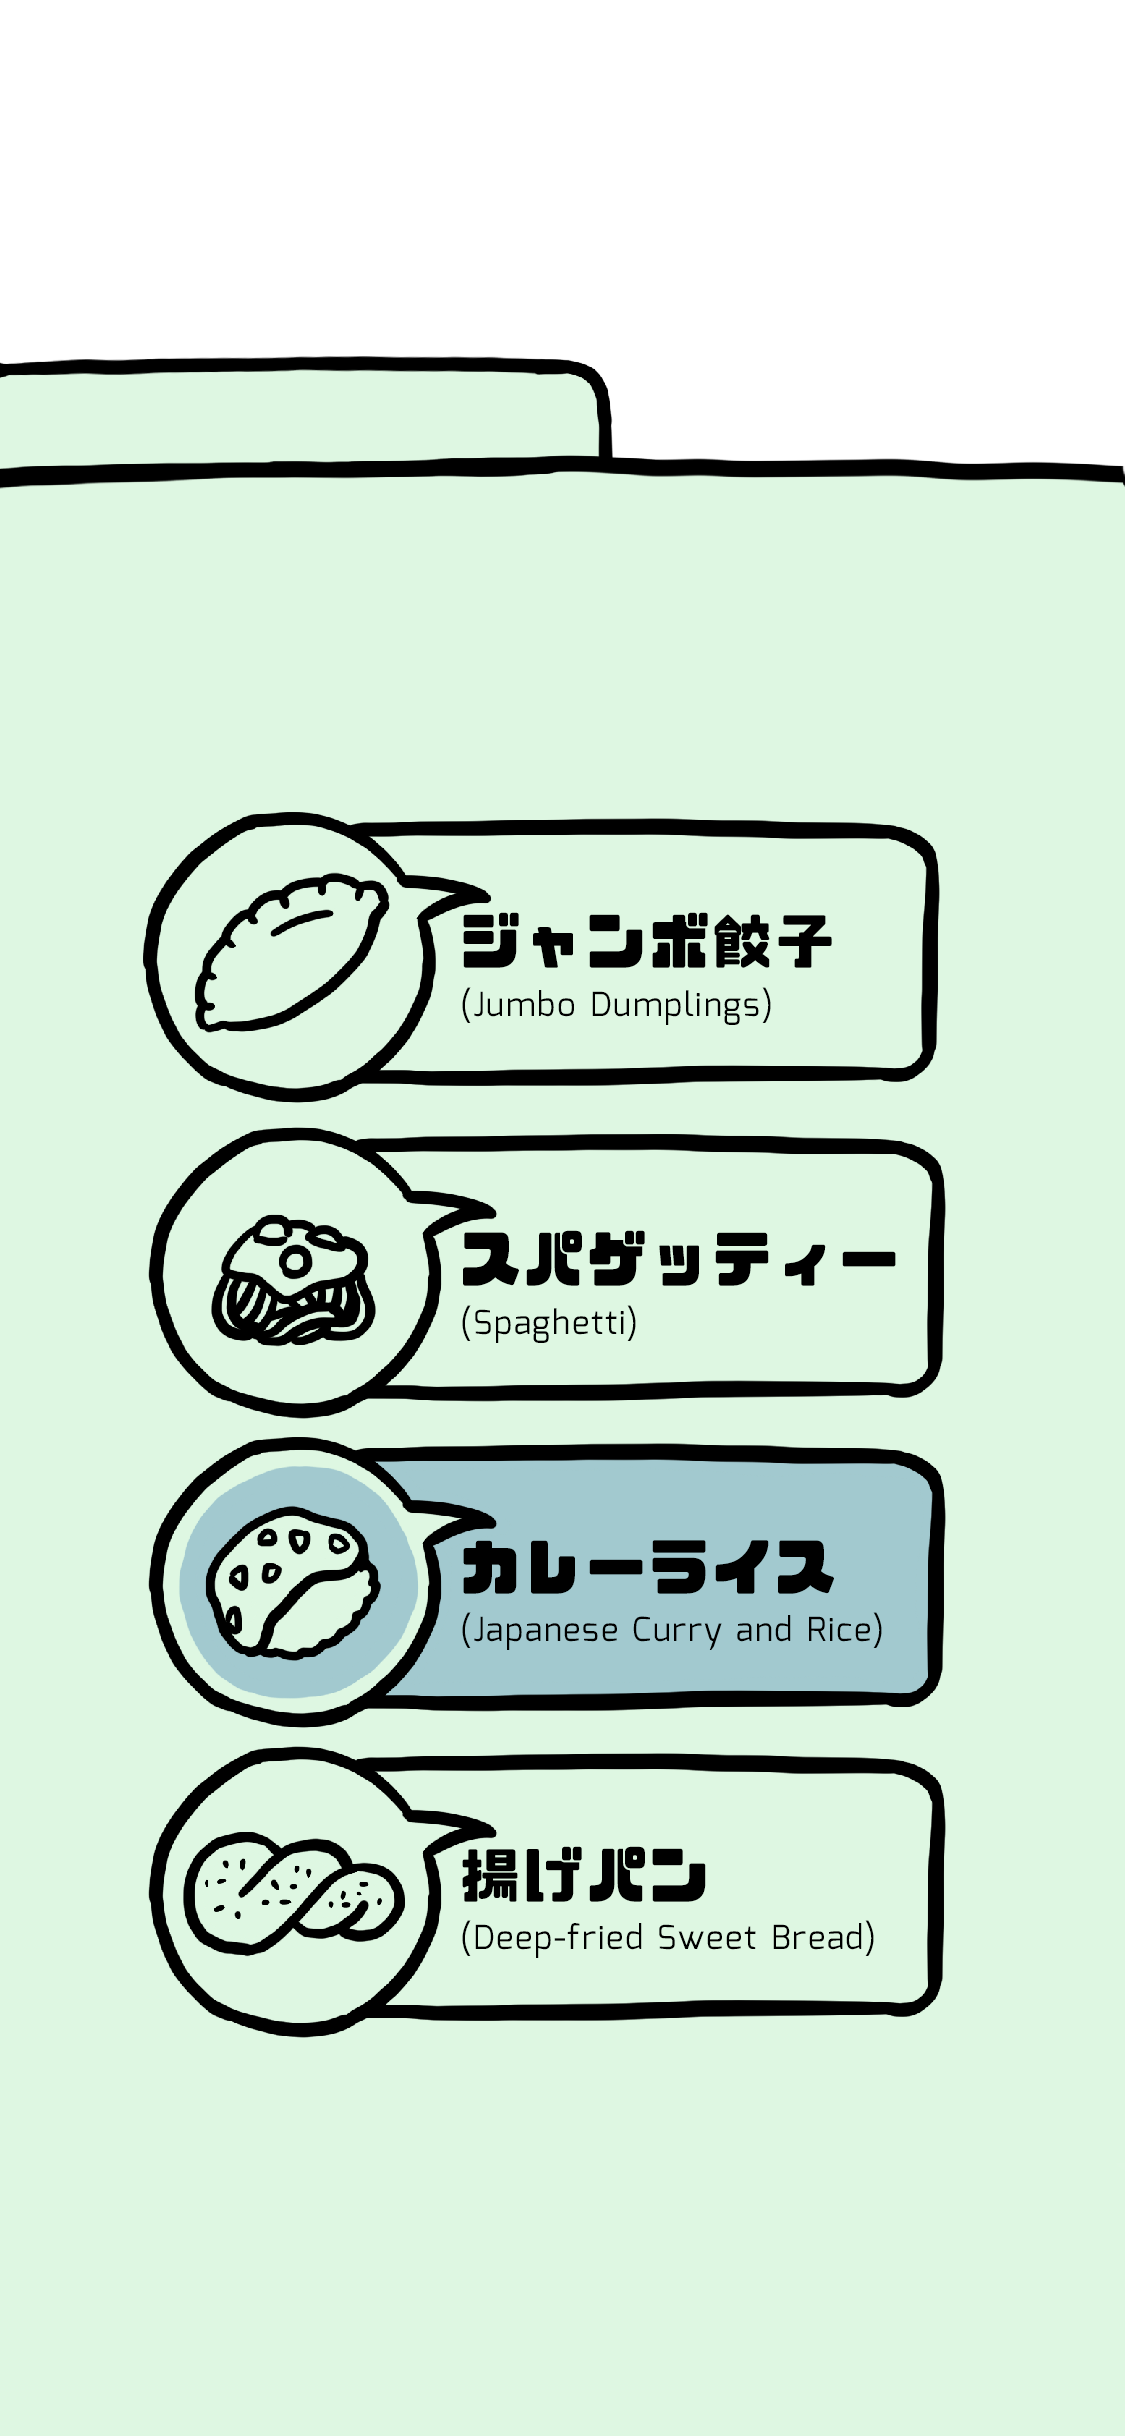 ジャンボ餃子
(Jumbo Dumplings)
スパゲッティー
(Spaghetti)
カレーライス
(Japanese Curry and Rice)
揚げパン
(Deep-fried Sweet Bread)